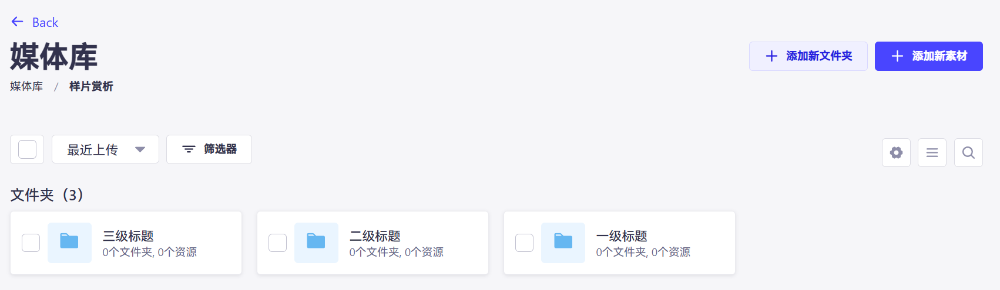 Back
媒体库
添加新文件夹
添加新素材
媒体库 / 样片赏析
最近上传
筛选器
文件夹（3）
三级标题
0个文件夹, 0个资源
二级标题
0个文件夹, 0个资源
一级标题
0个文件夹, 0个资源